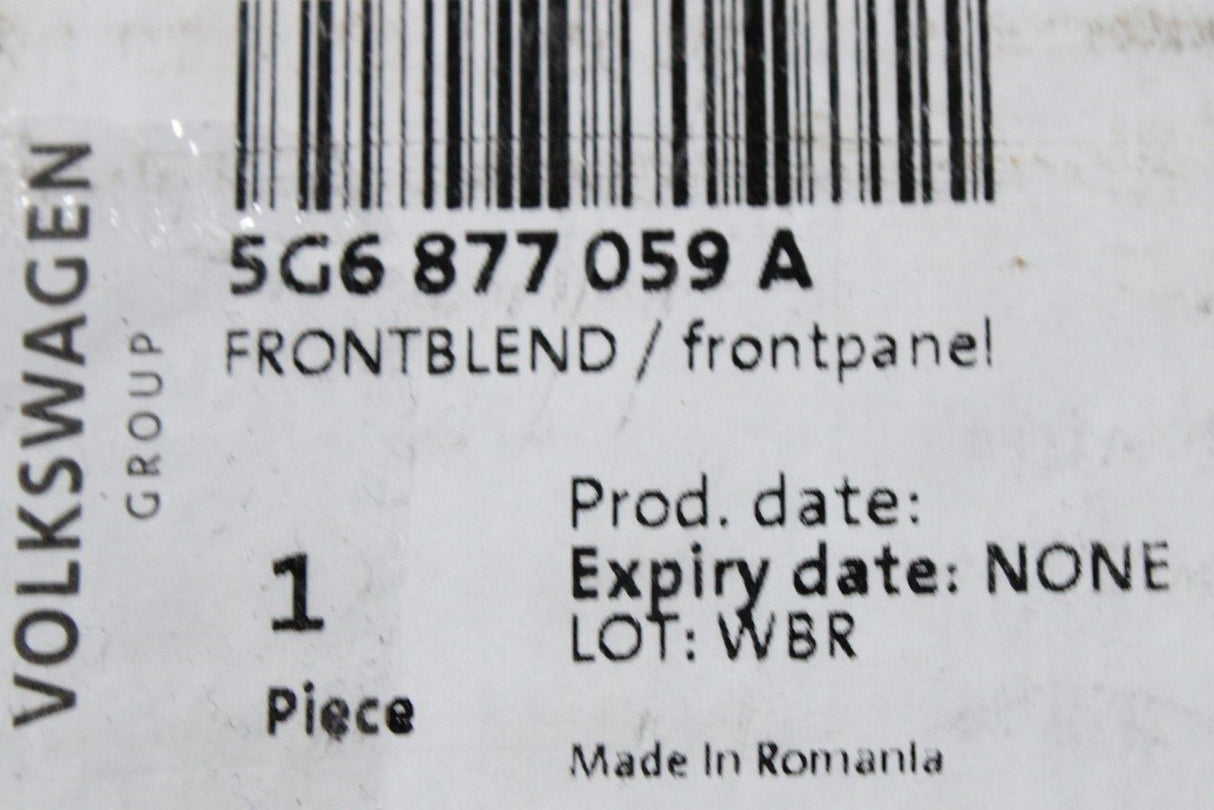 VOLKSWAGEN
GROUP
5G6 877 059 A
FRONTBLEND / frontpanel
Prod. date:
Expiry date: NONE
LOT: WBR
1
Piece
Made In Romania